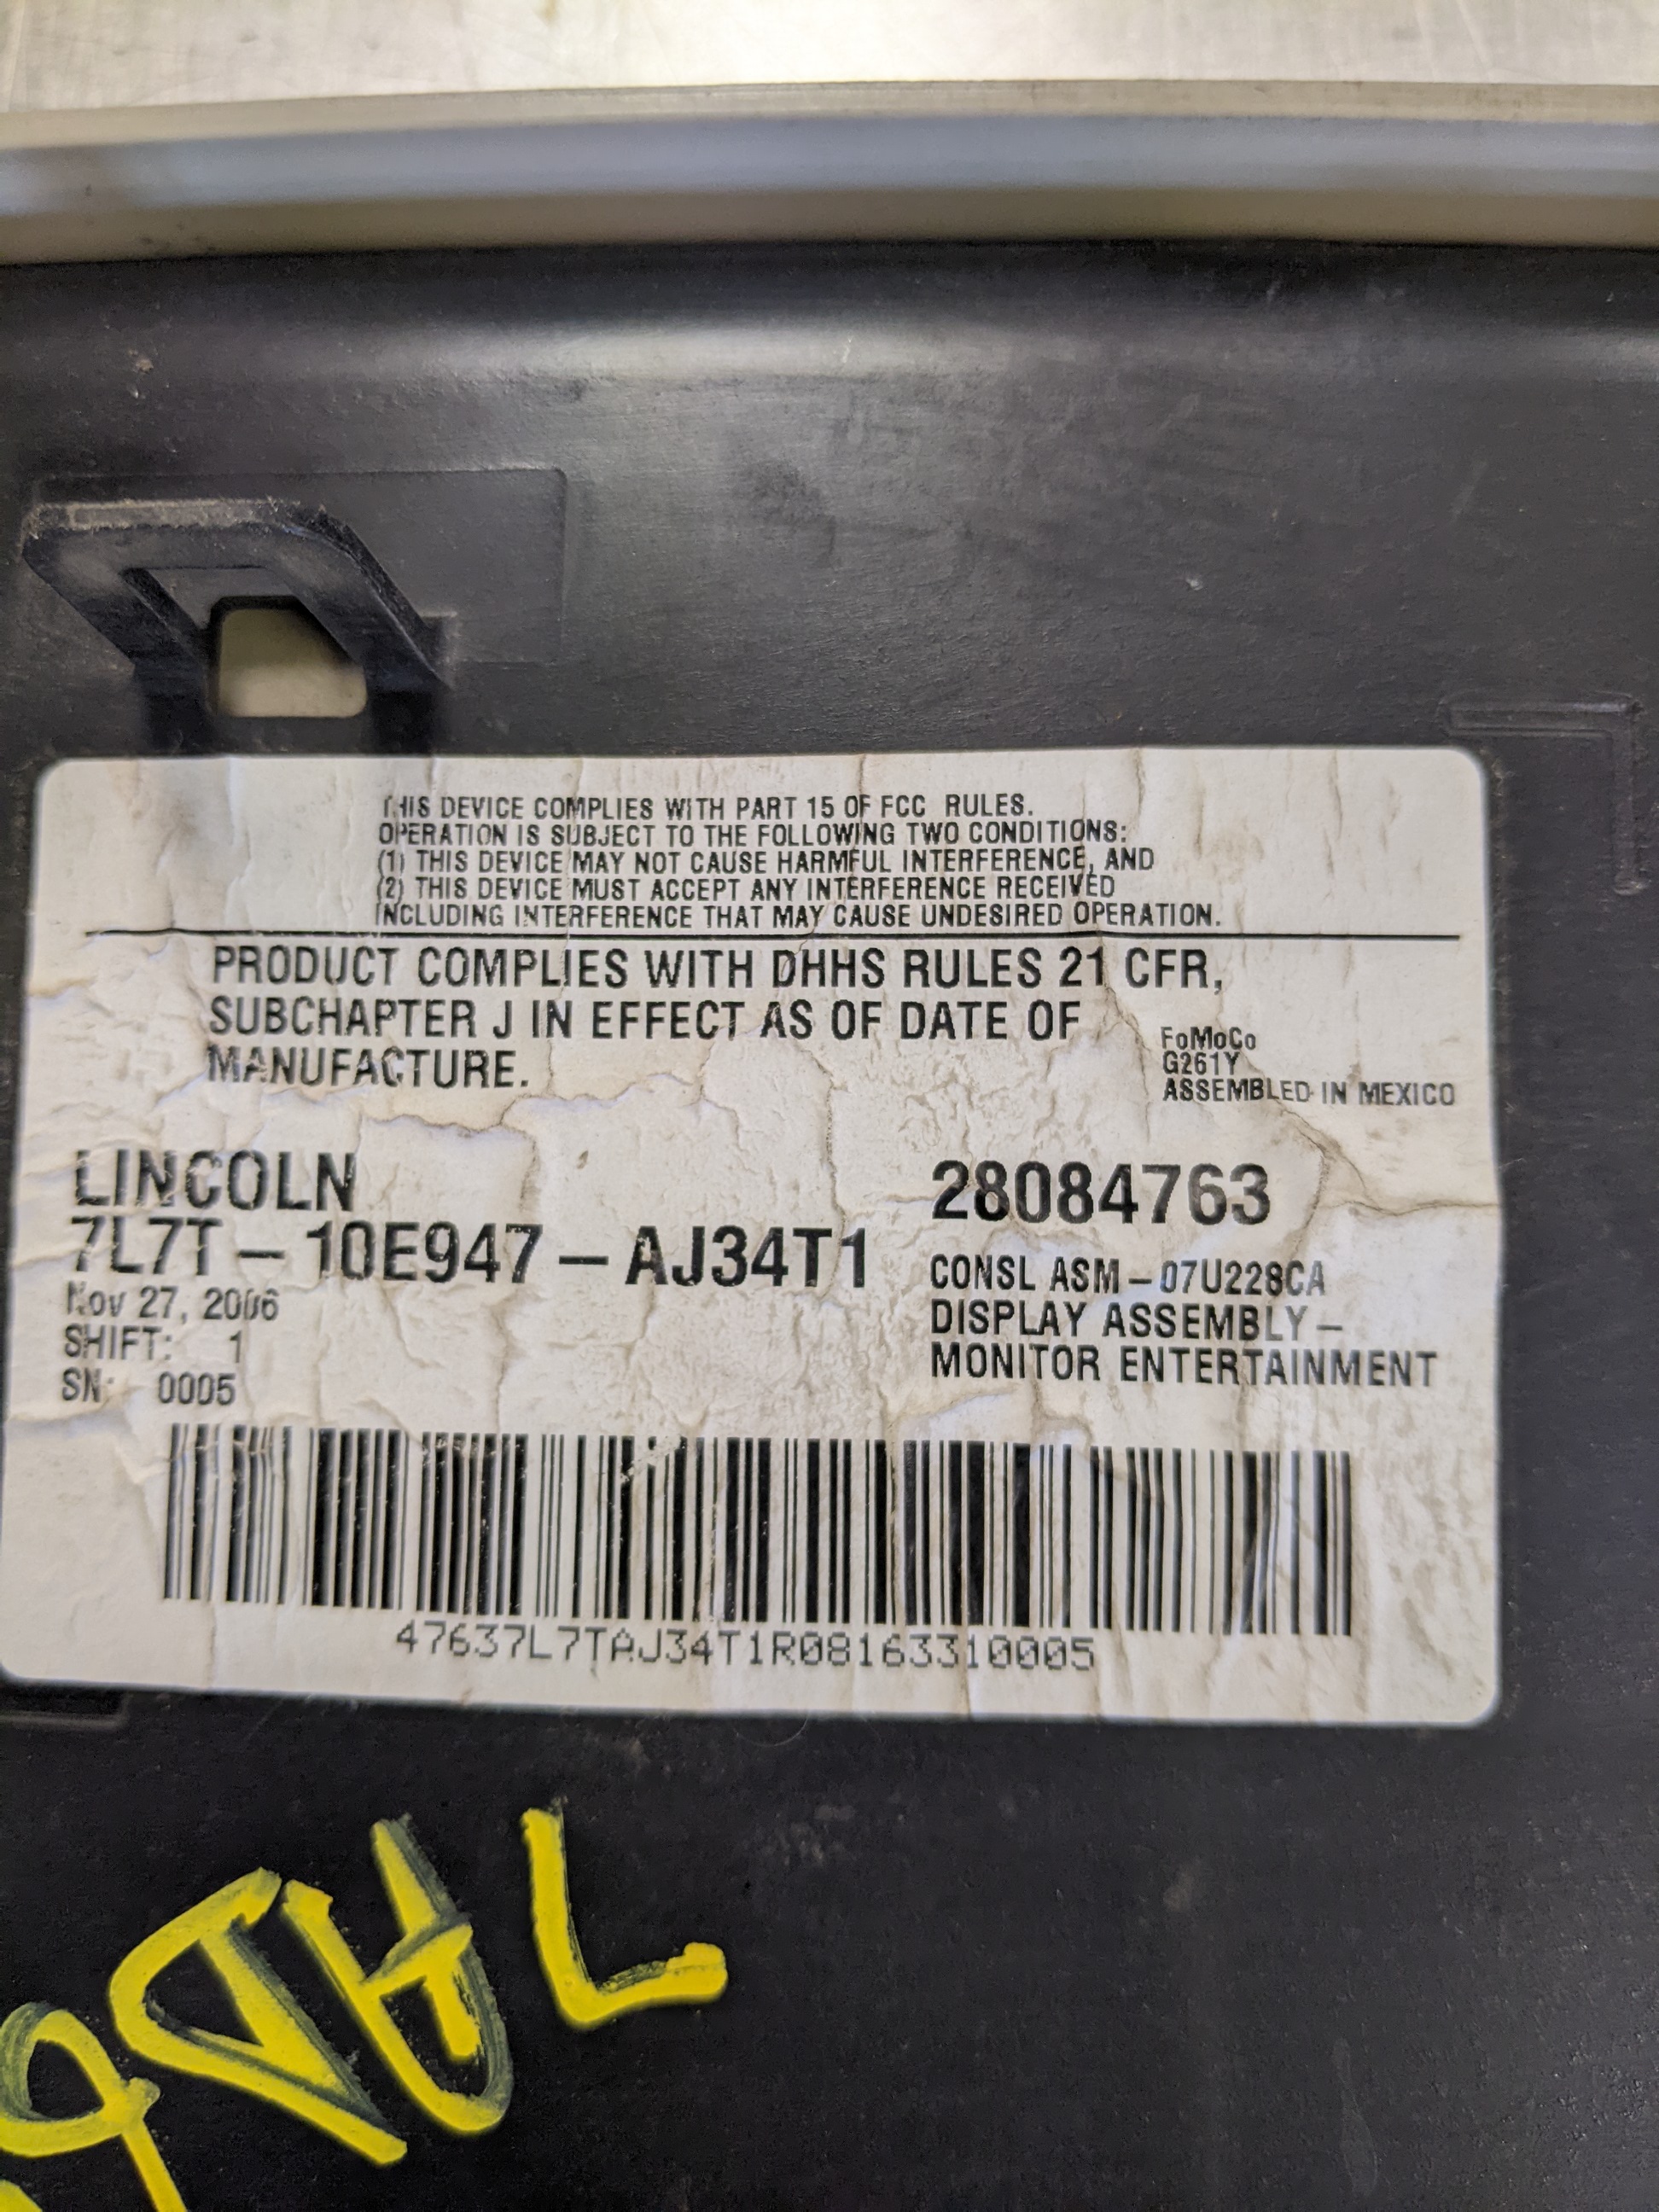 THIS DEVICE COMPLIES WITH PART 15 OF FCC RULES.
OPERATION IS SUBJECT TO THE FOLLOWING TWO CONDITIONS:
(1) THIS DEVICE MAY NOT CAUSE HARMFUL INTERFERENCE, AND
(2) THIS DEVICE MUST ACCEPT ANY INTERFERENCE RECEIVED
INCLUDING INTERFERENCE THAT MAY CAUSE UNDESIRED OPERATION.
PRODUCT COMPLIES WITH DHHS RULES 21 CFR,
SUBCHAPTER J IN EFFECT AS OF DATE OF
MANUFACTURE.
FoMoCo
G261Y
ASSEMBLED IN MEXICO
LINCOLN
7L7T-10E947-AJ34T1
Nov 27, 2006
SHIFT: 1
SN: 0005
28084763
CONSL ASM-07U228CA
DISPLAY ASSEMBLY-
MONITOR ENTERTAINMENT
47637L7TAJ34T1R08163310005